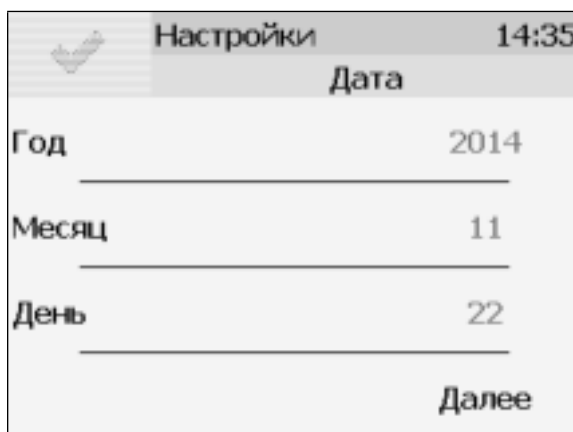 Настройки 14:35
Дата
Год 2014
Месяц 11
День 22
Далее